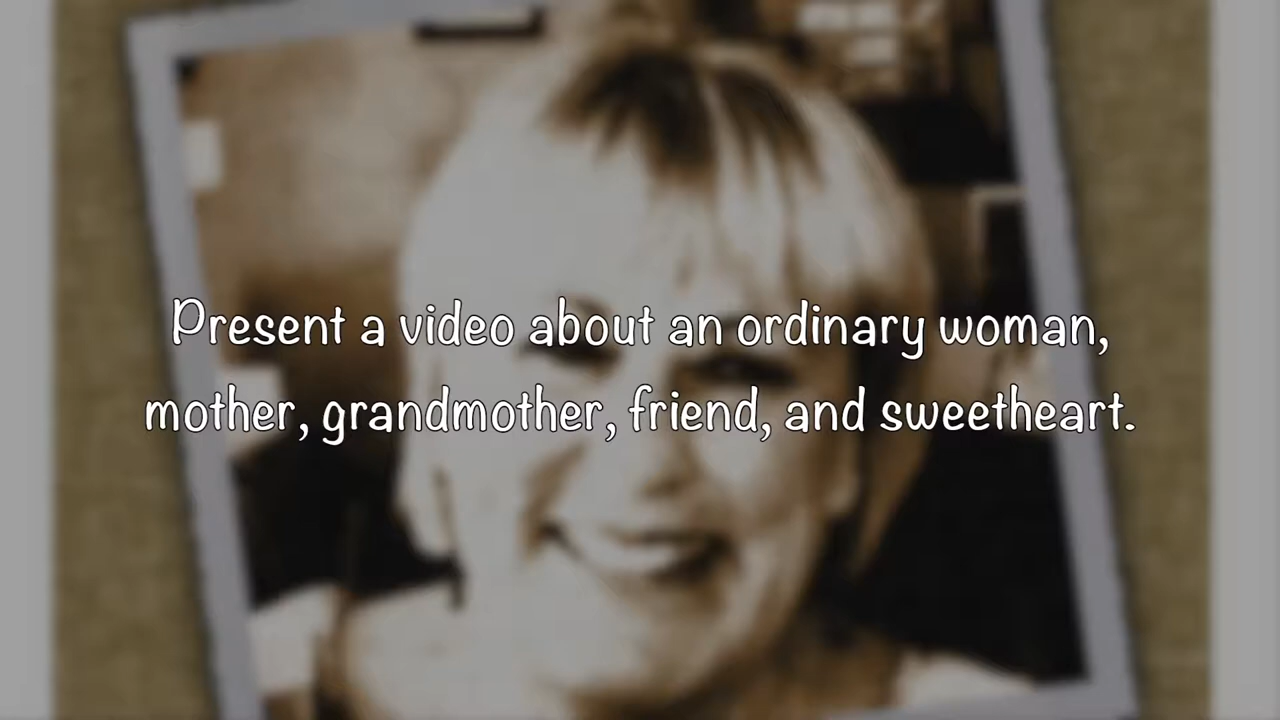 Present a video about an ordinary woman,
mother, grandmother, friend, and sweetheart.